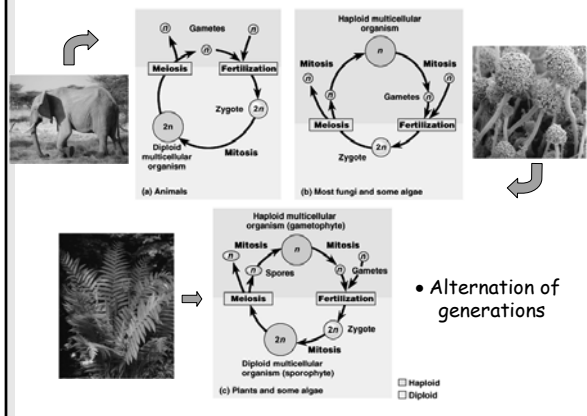 Gametes
n
n
n
Meiosis
Fertilization
Zygote
2n
2n
Diploid
multicellular
organism
Mitosis
(a) Animals
Haploid multicellular
organism
Mitosis
n
Mitosis
n
n
Gametes
n
n
Meiosis
Fertilization
2n
Zygote
(b) Most fungi and some algae
Haploid multicellular
organism (gametophyte)
Mitosis
n
Mitosis
n
n
Spores
n
n
Gametes
Meiosis
Fertilization
2n
2n
Zygote
Mitosis
Diploid multicellular
organism (sporophyte)
(c) Plants and some algae
• Alternation of
generations
Haploid
Diploid